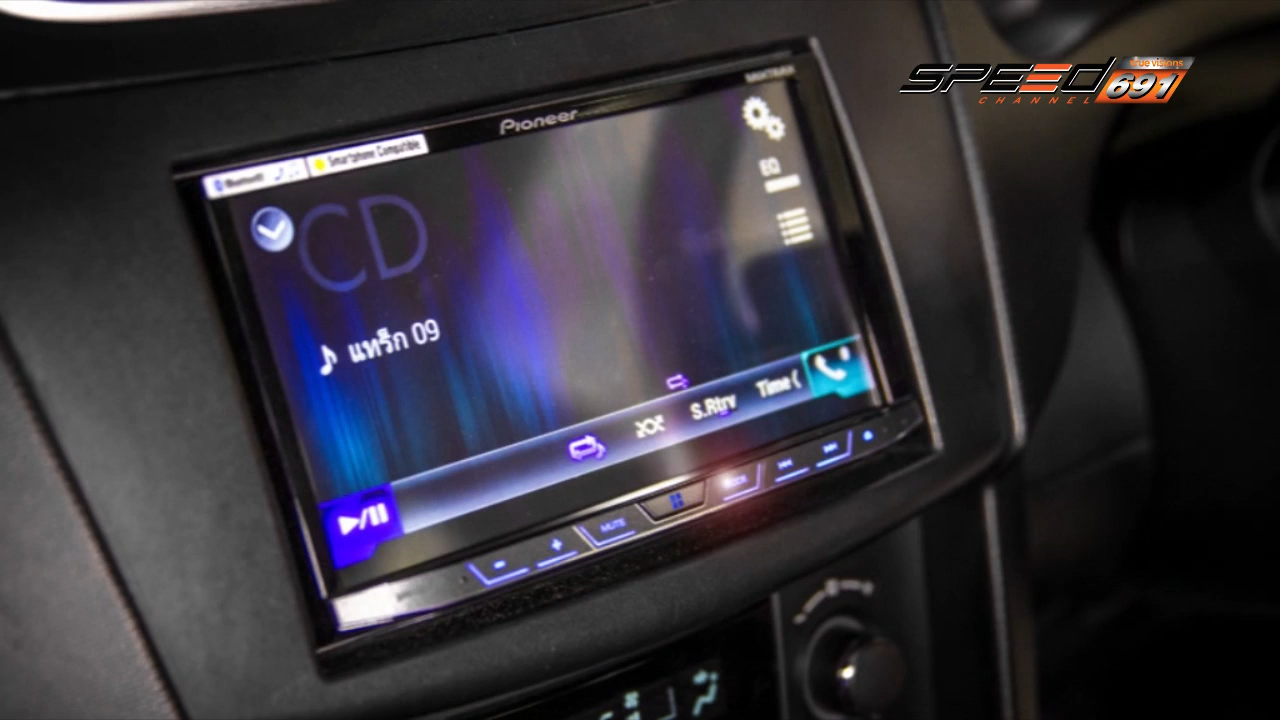 SPEED
true visions
CHANNEL
691
Pioneer
Bluetooth
Smartphone Compatible
CD
EQ
แทร็ก 09
S.Rtrv
Time (
MUTE